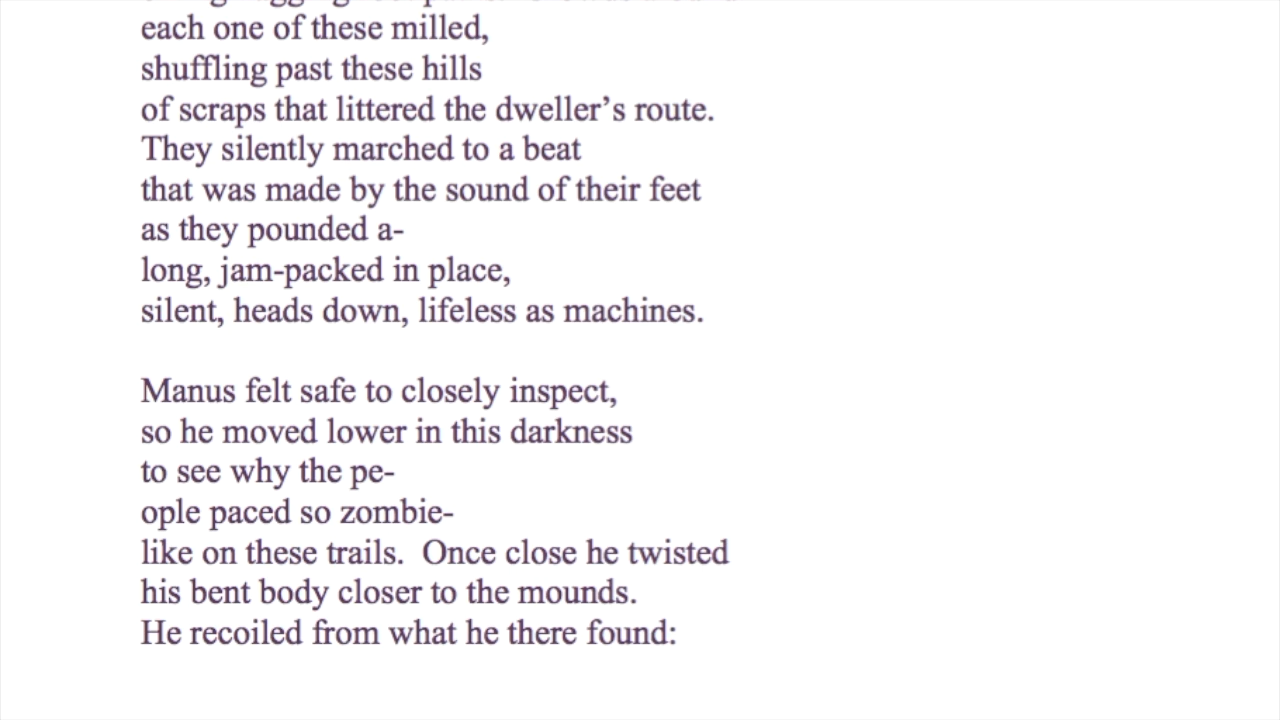 each one of these milled,
shuffling past these hills
of scraps that littered the dweller’s route.
They silently marched to a beat
that was made by the sound of their feet
as they pounded a-
long, jam-packed in place,
silent, heads down, lifeless as machines.
Manus felt safe to closely inspect,
so he moved lower in this darkness
to see why the pe-
ople paced so zombie-
like on these trails.  Once close he twisted
his bent body closer to the mounds.
He recoiled from what he there found: